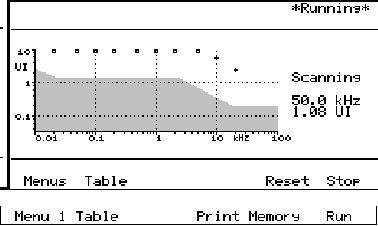 *Running*
10
UI
1
0.1
0.01 0.1 1 10 kHz 100
Scanning
50.0 kHz
1.08 UI
Menus Table Reset Stop
Menu 1 Table Print Memory Run